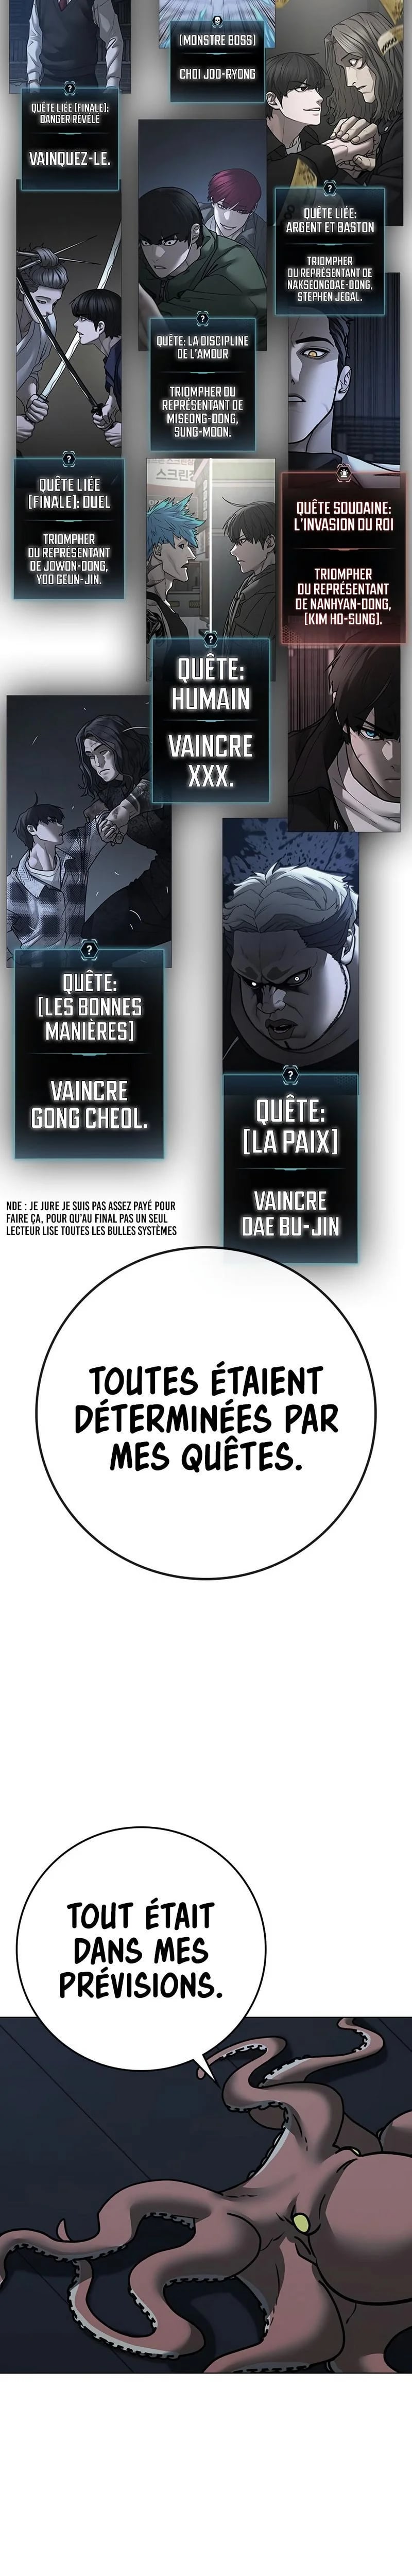 [MONSTRE BOSS]
CHOI JOO-RYONG
QUÊTE LIÉE [FINALE]:
DANGER RÉVÉLÉ
VAINQUEZ-LE.
QUÊTE LIÉE:
ARGENT ET BASTON
TRIOMPHER
DU REPRÉSENTANT DE
NAKSEONGDAE-DONG,
STEPHEN JEGAL.
QUÊTE: LA DISCIPLINE
DE L'AMOUR
TRIOMPHER DU
REPRÉSENTANT DE
MISEONG-DONG,
SUNG-MOON.
QUÊTE LIÉE
[FINALE]: DUEL
TRIOMPHER
DU REPRÉSENTANT
DE JOWON-DONG,
YOO GEUN-JIN.
스크린
QUÊTE SOUDAINE:
L'INVASION DU ROI
TRIOMPHER
DU REPRÉSENTANT
DE NANHYAN-DONG,
[KIM HO-SUNG].
QUÊTE:
HUMAIN
VAINCRE
XXX.
QUÊTE:
[LES BONNES
MANIÈRES]
VAINCRE
GONG CHEOL.
QUÊTE:
[LA PAIX]
VAINCRE
DAE BU-JIN
NDE : JE JURE JE SUIS PAS ASSEZ PAYÉ POUR
FAIRE ÇA, POUR QU'AU FINAL PAS UN SEUL
LECTEUR LISE TOUTES LES BULLES SYSTÈMES
TOUTES ÉTAIENT
DÉTERMINÉES PAR
MES QUÊTES.
TOUT ÉTAIT
DANS MES
PRÉVISIONS.